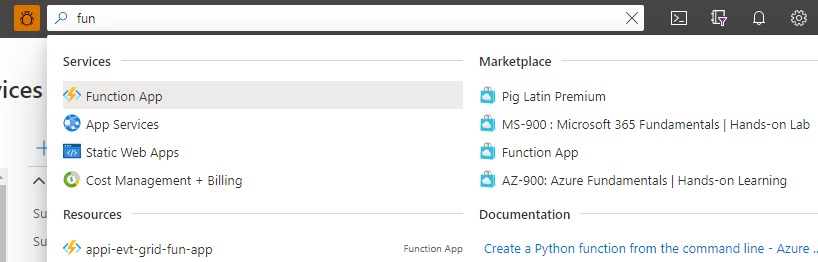 fun
Services
Function App
App Services
Static Web Apps
Cost Management + Billing
Resources
appi-evt-grid-fun-app Function App
Marketplace
Pig Latin Premium
MS-900 : Microsoft 365 Fundamentals | Hands-on Lab
Function App
AZ-900: Azure Fundamentals | Hands-on Learning
Documentation
Create a Python function from the command line - Azure ..
ices
Su
Su